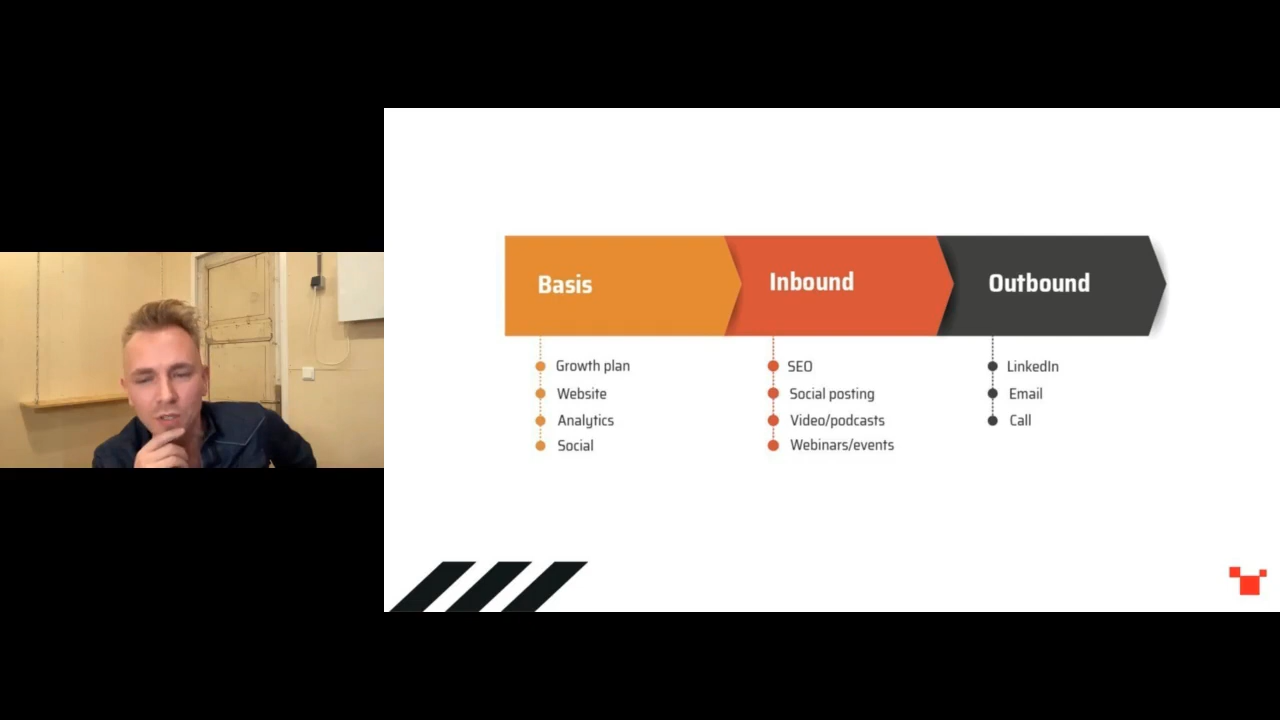 Basis
Growth plan
Website
Analytics
Social
Inbound
SEO
Social posting
Video/podcasts
Webinars/events
Outbound
LinkedIn
Email
Call